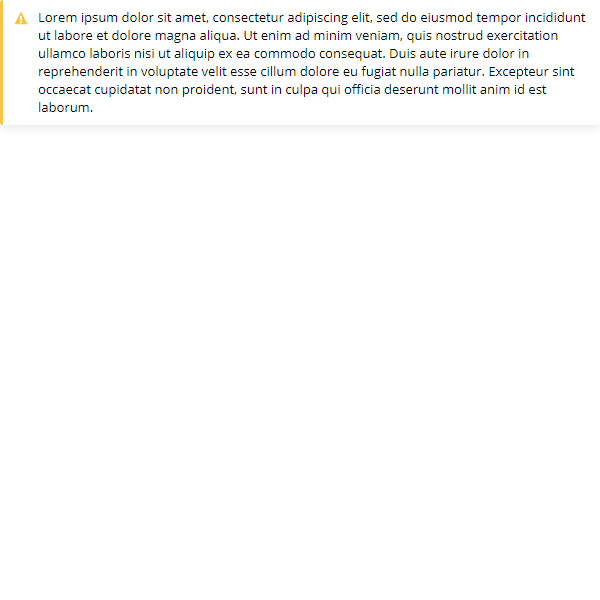 Lorem ipsum dolor sit amet, consectetur adipiscing elit, sed do eiusmod tempor incididunt
ut labore et dolore magna aliqua. Ut enim ad minim veniam, quis nostrud exercitation
ullamco laboris nisi ut aliquip ex ea commodo consequat. Duis aute irure dolor in
reprehenderit in voluptate velit esse cillum dolore eu fugiat nulla pariatur. Excepteur sint
occaecat cupidatat non proident, sunt in culpa qui officia deserunt mollit anim id est
laborum.